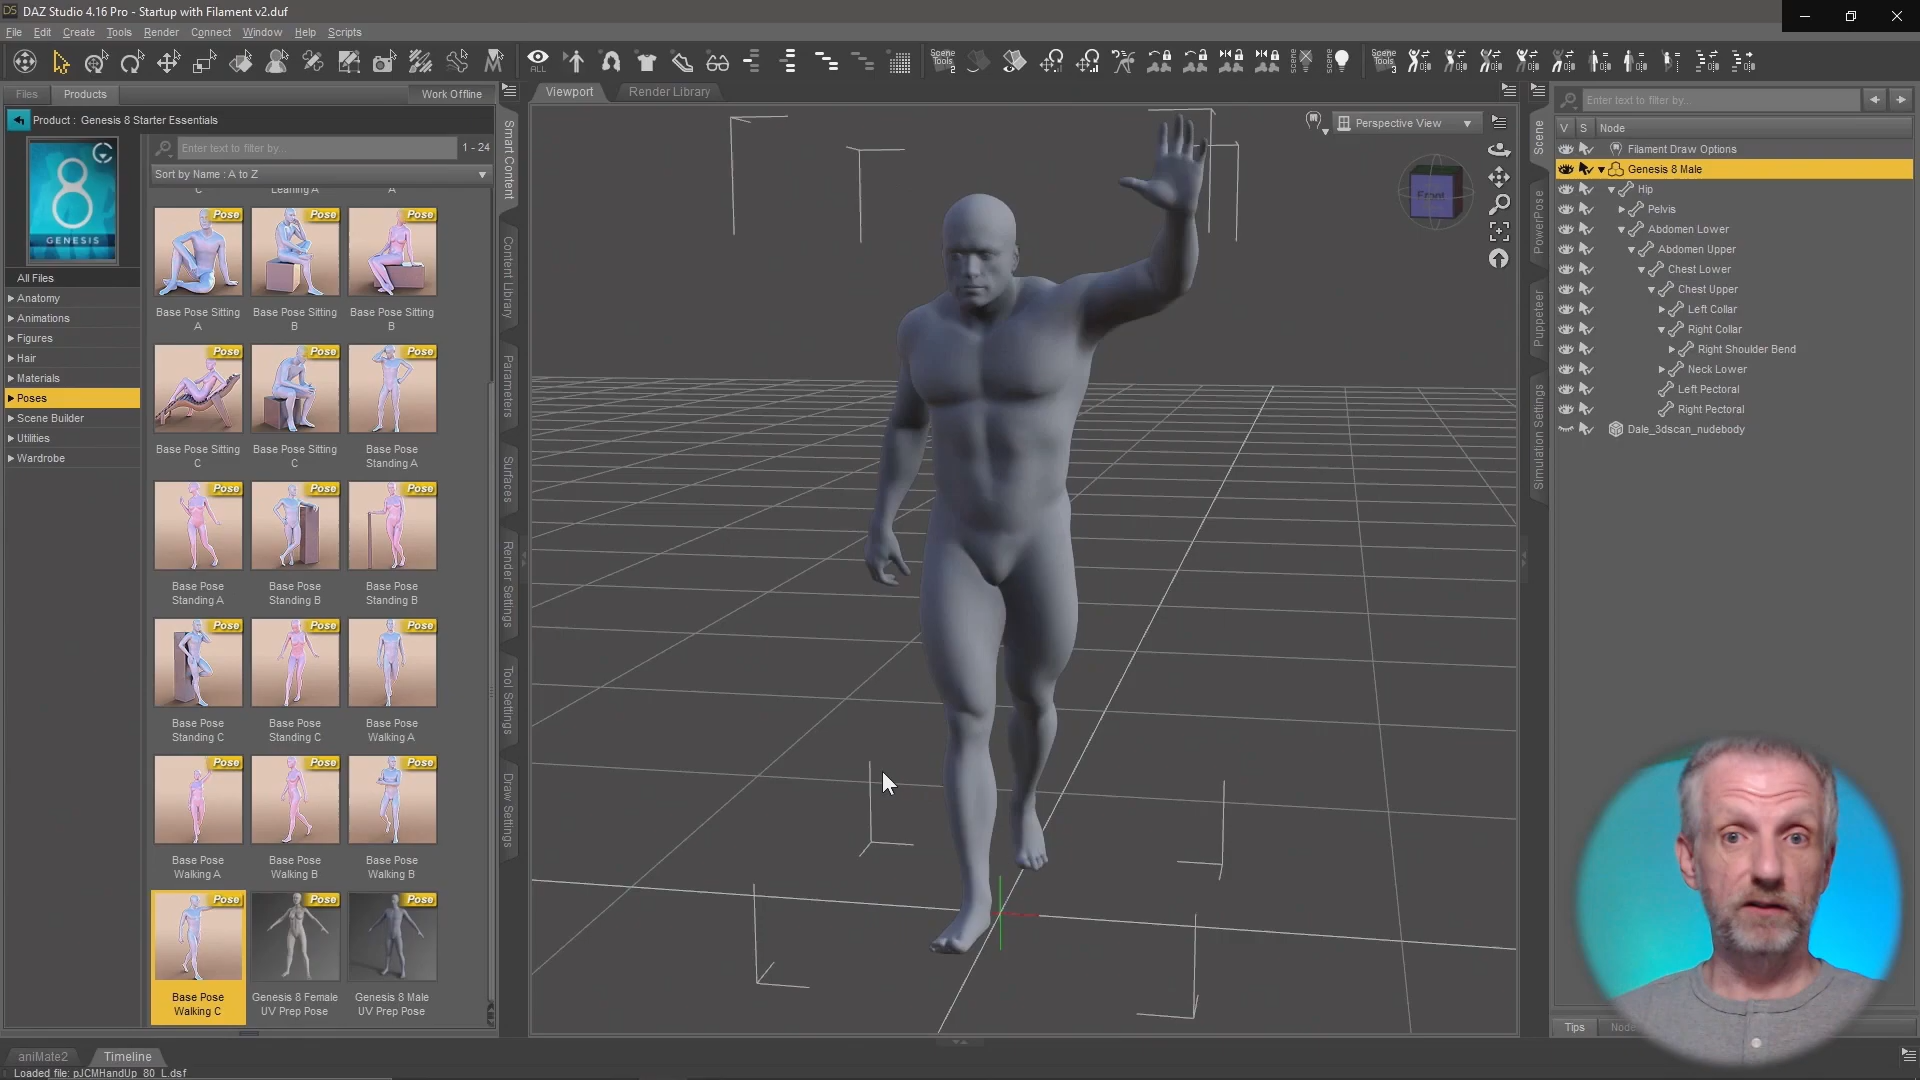 DAZ Studio 4.16 Pro - Startup with Filament v2.duf
File Edit Create Tools Render Connect Window Help Scripts
ALL
Scene Tools 2
Scene Tools 3
Files Products Work Offline
Product : Genesis 8 Starter Essentials
Enter text to filter by...
1 - 24
Sort by Name : A to Z
8
GENESIS
All Files
Anatomy
Animations
Figures
Hair
Materials
Poses
Scene Builder
Utilities
Wardrobe
C
Leaning A
A
Pose Pose Pose
Base Pose Sitting A
Base Pose Sitting B
Base Pose Sitting B
Pose Pose Pose
Base Pose Sitting C
Base Pose Sitting C
Base Pose Standing A
Pose Pose Pose
Base Pose Standing A
Base Pose Standing B
Base Pose Standing B
Pose Pose Pose
Base Pose Standing C
Base Pose Standing C
Base Pose Walking A
Pose Pose Pose
Base Pose Walking A
Base Pose Walking B
Base Pose Walking B
Pose Pose Pose
Base Pose Walking C
Genesis 8 Female UV Prep Pose
Genesis 8 Male UV Prep Pose
Smart Content
Content Library
Parameters
Surfaces
Render Settings
Tool Settings
Draw Settings
Viewport Render Library
Perspective View
Front
Scene
PowerPose
Puppeteer
Simulation Settings
Enter text to filter by...
V S Node
Filament Draw Options
Genesis 8 Male
Hip
Pelvis
Abdomen Lower
Abdomen Upper
Chest Lower
Chest Upper
Left Collar
Right Collar
Right Shoulder Bend
Neck Lower
Left Pectoral
Right Pectoral
Dale_3dscan_nudebody
Tips Node
aniMate2 Timeline
Loaded file: pJCMHandUp_80_L.dsf